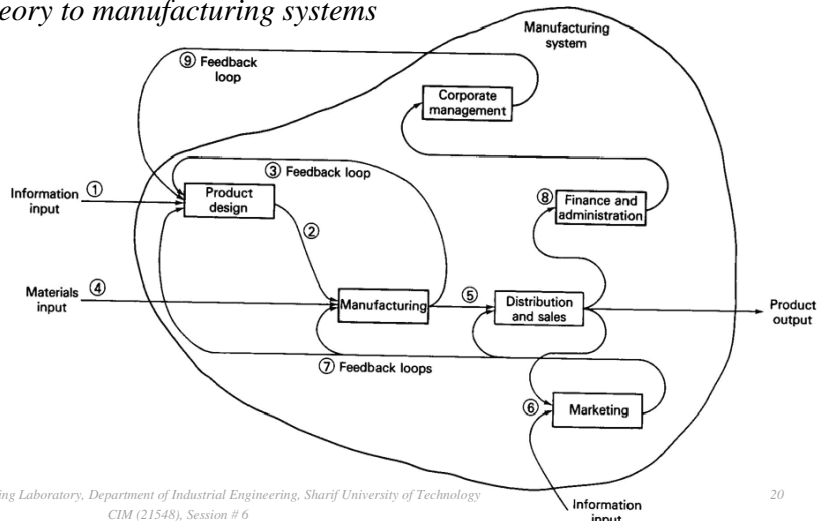 eory to manufacturing systems
Manufacturing
system
⑨ Feedback
loop
Corporate
management
③ Feedback loop
Information ①
input
Product
design
②
⑧
Finance and
administration
Materials ④
input
Manufacturing
⑤
Distribution
and sales
Product
output
⑦ Feedback loops
⑥
Marketing
ing Laboratory, Department of Industrial Engineering, Sharif University of Technology
20
CIM (21548), Session # 6
Information
input